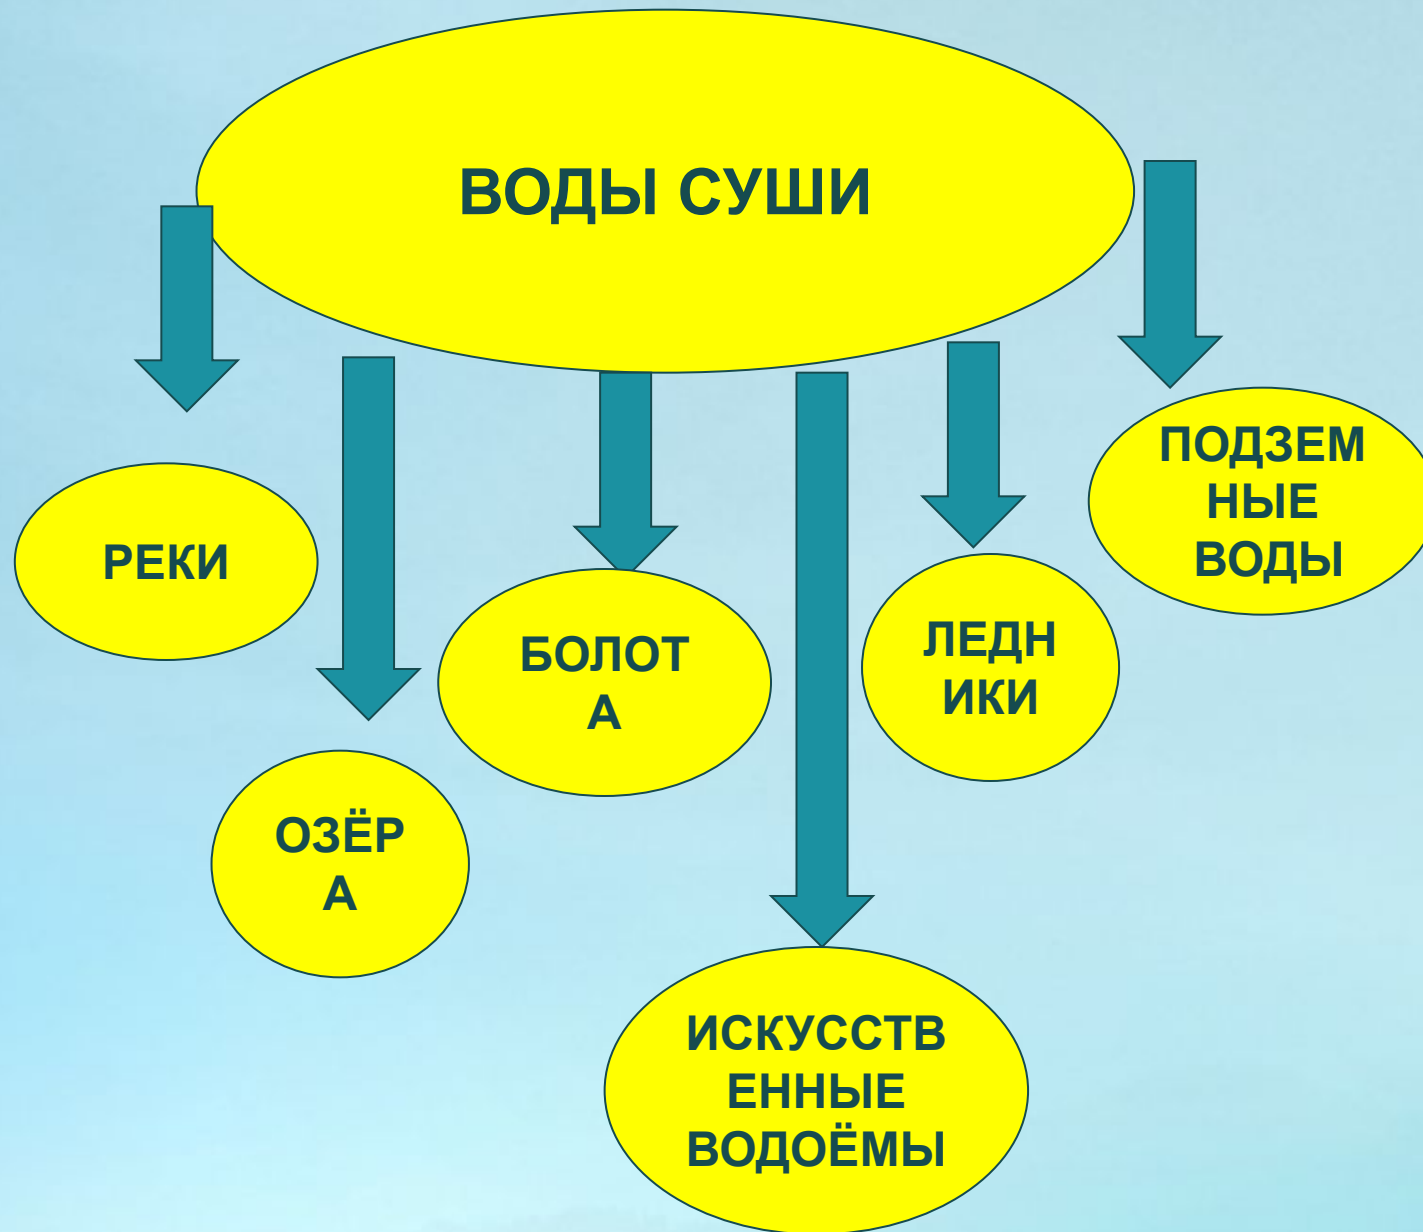 ВОДЫ СУШИ
РЕКИ
ОЗЁР
А
БОЛОТ
А
ИСКУССТВ
ЕННЫЕ
ВОДОЁМЫ
ЛЕДН
ИКИ
ПОДЗЕМ
НЫЕ
ВОДЫ